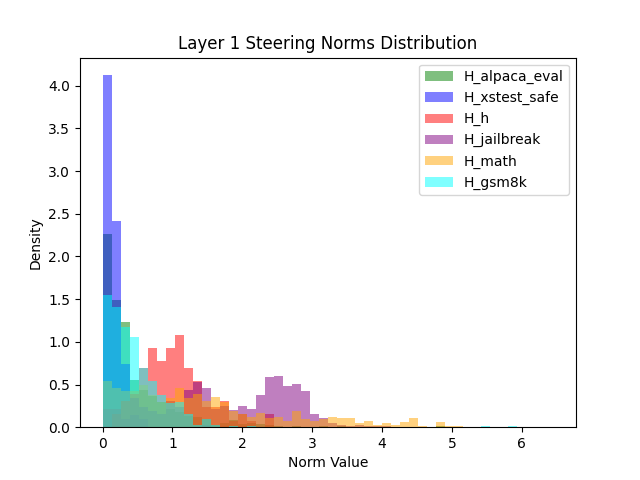 Layer 1 Steering Norms Distribution
H_alpaca_eval
H_xstest_safe
H_h
H_jailbreak
H_math
H_gsm8k
4.0
3.5
3.0
2.5
2.0
1.5
1.0
0.5
0.0
Density
0 1 2 3 4 5 6
Norm Value